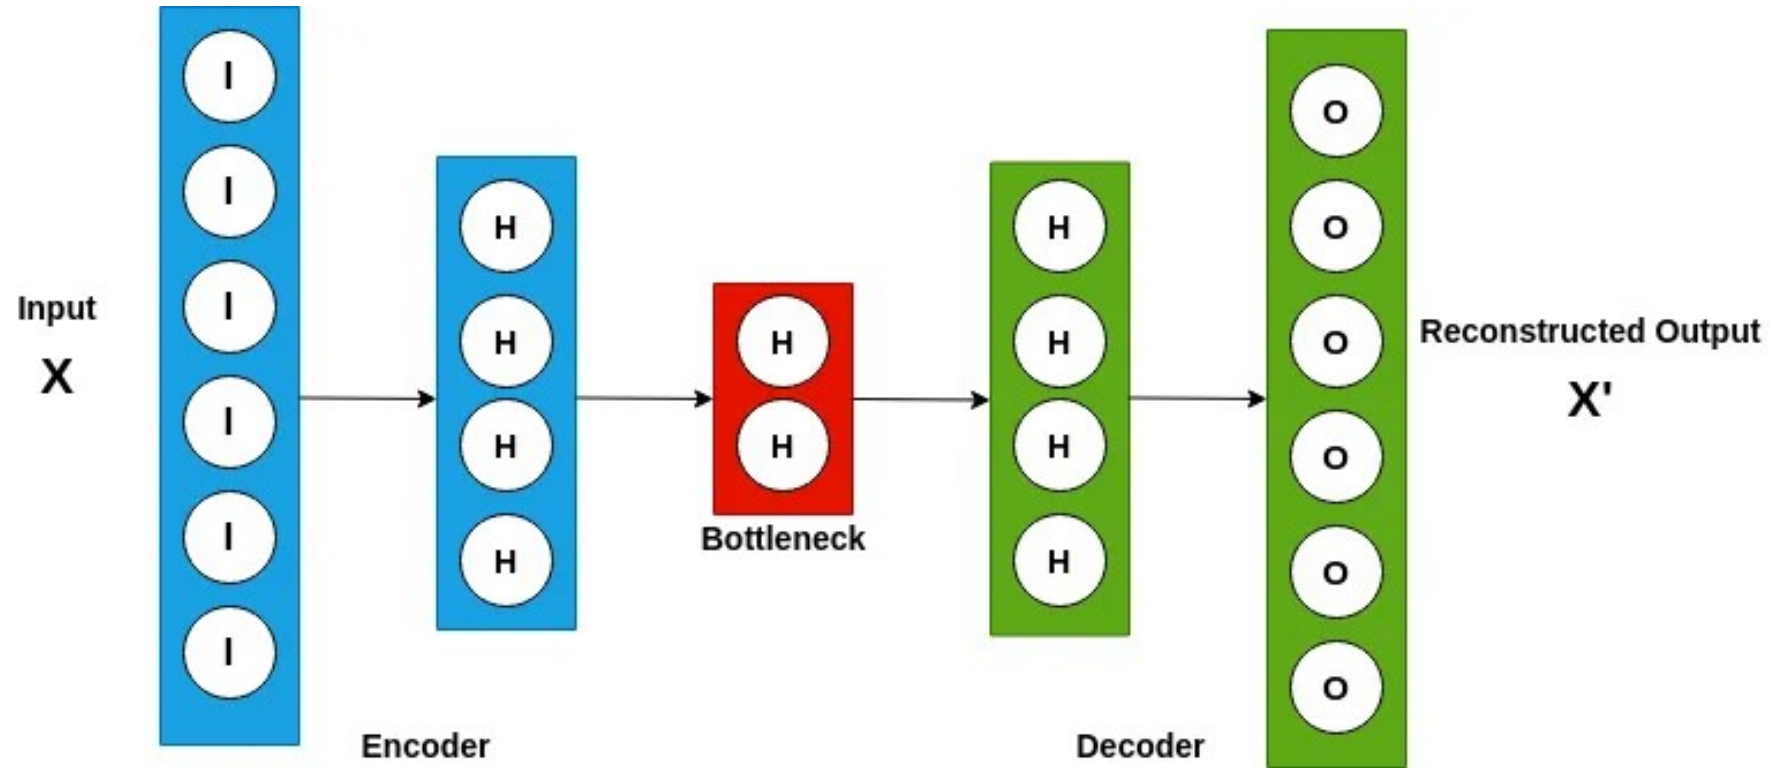 Input
X
I
I
I
I
I
I
Encoder
H
H
H
H
H
H
Bottleneck
H
H
H
H
Decoder
O
O
O
O
O
O
Reconstructed Output
X'